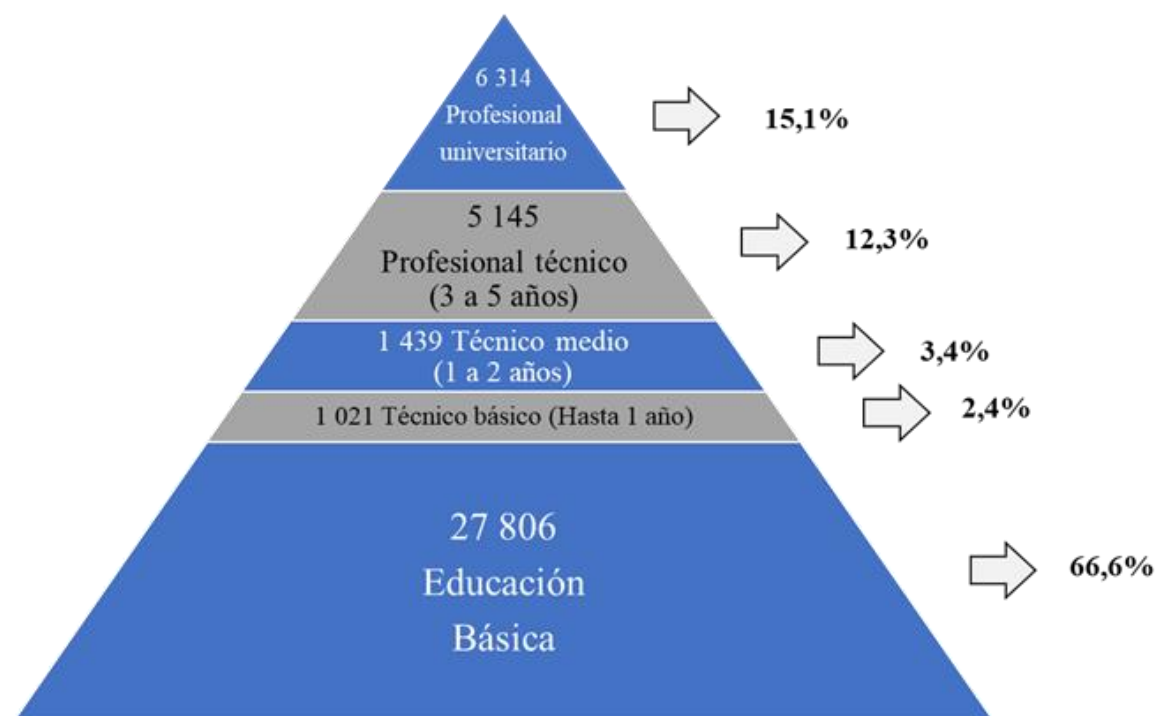 6 314
Profesional
universitario
15,1%
5 145
Profesional técnico
(3 a 5 años)
12,3%
1 439 Técnico medio
(1 a 2 años)
3,4%
1 021 Técnico básico (Hasta 1 año)
2,4%
27 806
Educación
Básica
66,6%